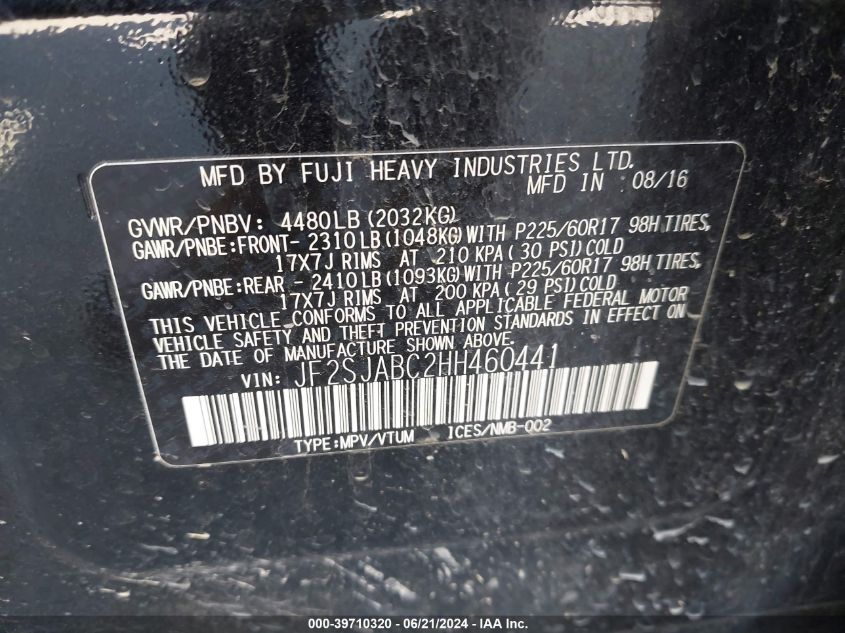 MFD BY FUJI HEAVY INDUSTRIES LTD.
MFD IN 08/16
GVWR/PNBV: 4480LB (2032KG)
GAWR/PNBE:FRONT- 2310LB(1048KG)WITH P225/60R17 98H TIRES,
17X7J RIMS AT 210 KPA( 30 PSI)COLD
GAWR/PNBE:REAR - 2410LB(1093KG)WITH P225/60R17 98H TIRES,
17X7J RIMS AT 200 KPA( 29 PSI)COLD
THIS VEHICLE CONFORMS TO ALL APPLICABLE FEDERAL MOTOR
VEHICLE SAFETY AND THEFT PREVENTION STANDARDS IN EFFECT ON
THE DATE OF MANUFACTURE SHOWN ABOVE.
VIN: JF2SJABC2HH460441
TYPE:MPV/VTUM ICES/NMB-002
000-39710320 / 06/21/2024 - IAA Inc.